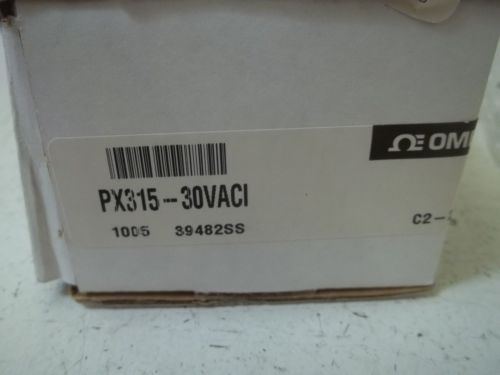 OM
PX315--30VACI
1005 39482SS
C2-